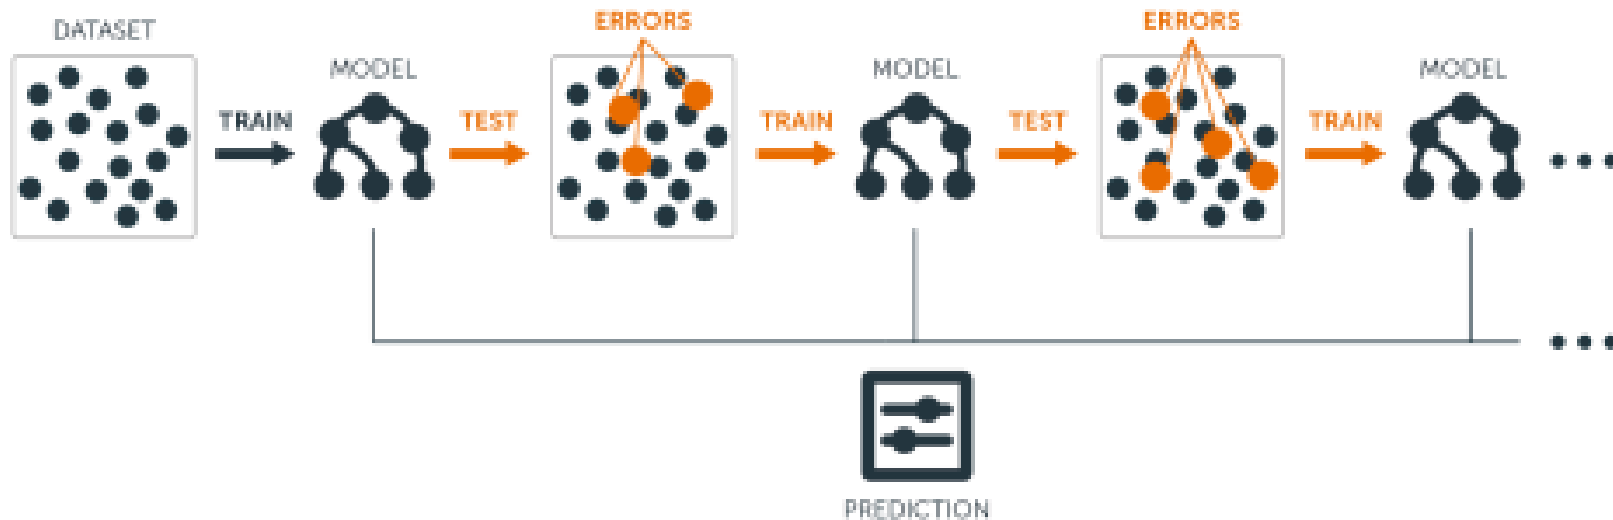 DATASET
TRAIN
MODEL
TEST
ERRORS
TRAIN
MODEL
TEST
ERRORS
TRAIN
MODEL
PREDICTION